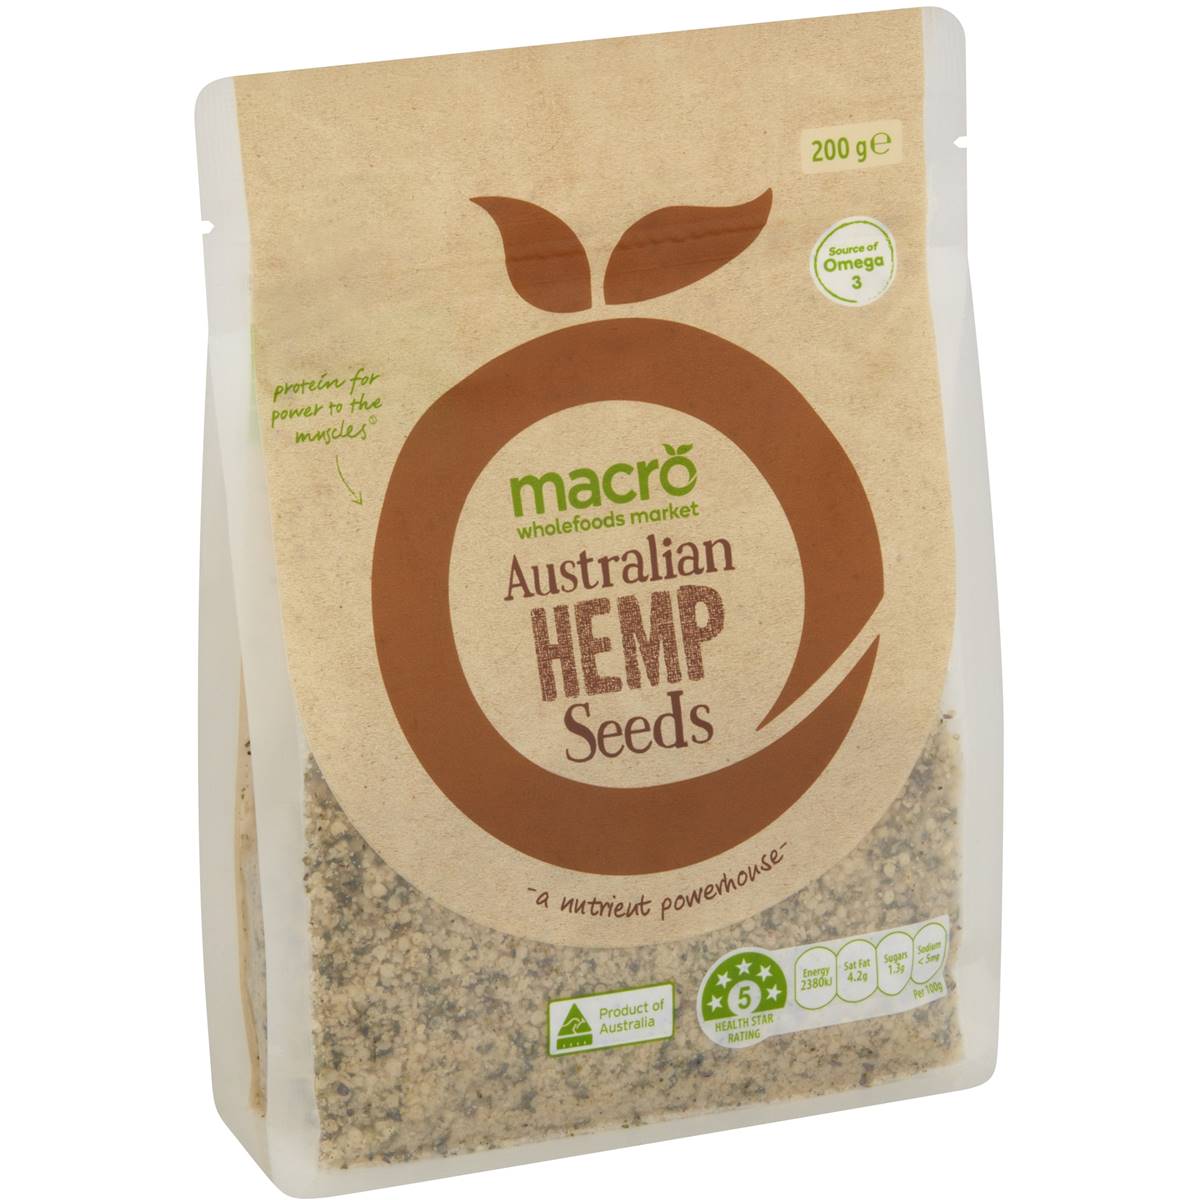 200 g℮
Source of
Omega
3
protein for
power to the
muscles
macro
wholefoods market
Australian
HEMP
Seeds
-a nutrient powerhouse-
5
HEALTH STAR
RATING
Energy
2380kJ
Sat Fat
4.2g
Sugars
1.3g
Sodium
<5mg
Per 100g
Product of
Australia